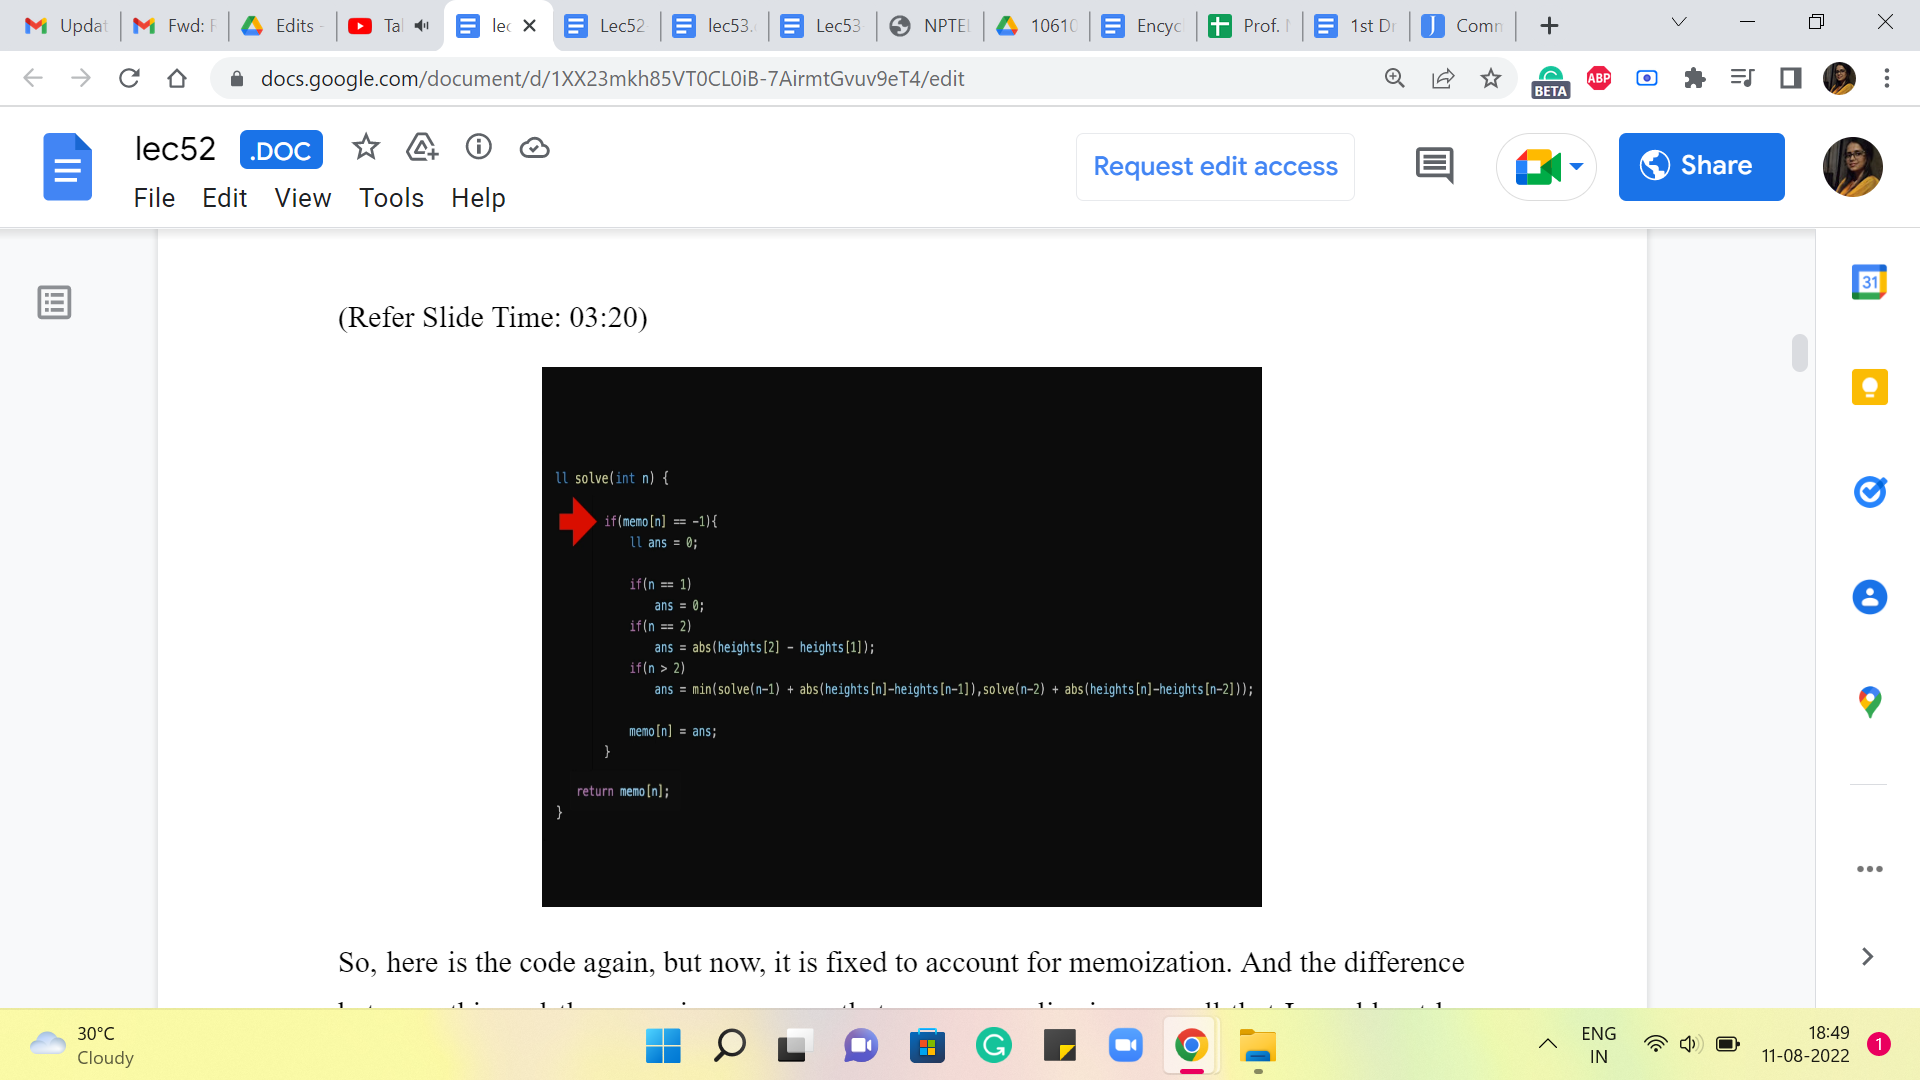 Updat
Fwd: F
Edits -
Tal
lec
Lec52
lec53.
Lec53
NPTEL
10610
Encyc
Prof. N
1st Dr
Comm
docs.google.com/document/d/1XX23mkh85VT0CL0iB-7AirmtGvuv9eT4/edit
BETA
ABP
lec52 .DOC
Request edit access
Share
File Edit View Tools Help
31
(Refer Slide Time: 03:20)
ll solve(int n) {
if(memo[n] == -1){
ll ans = 0;
if(n == 1)
ans = 0;
if(n == 2)
ans = abs(heights[2] - heights[1]);
if(n > 2)
ans = min(solve(n-1) + abs(heights[n]-heights[n-1]),solve(n-2) + abs(heights[n]-heights[n-2]));
memo[n] = ans;
}
return memo[n];
}
So, here is the code again, but now, it is fixed to account for memoization. And the difference
30°C
Cloudy
ENG
IN
18:49
11-08-2022
1